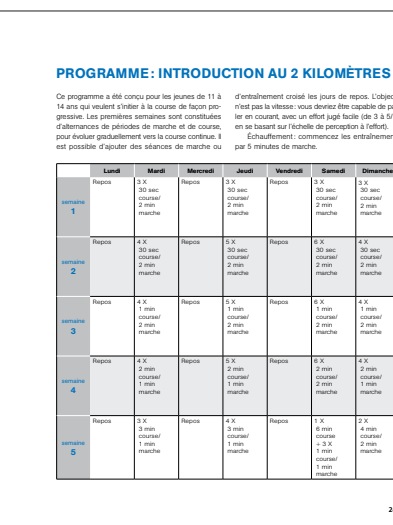 PROGRAMME : INTRODUCTION AU 2 KILOMÈTRES
Ce programme a été conçu pour les jeunes de 11 à
14 ans qui veulent s'initier à la course de façon pro-
gressive. Les premières semaines sont constituées
d'alternances de périodes de marche et de course,
pour évoluer graduellement vers la course continue. Il
est possible d'ajouter des séances de marche ou
d'entraînement croisé les jours de repos. L'objec
n'est pas la vitesse : vous devriez être capable de pa
ler en courant, avec un effort jugé facile (de 3 à 5/
en se basant sur l'échelle de perception à l'effort).
Échauffement : commencez les entraînemen
par 5 minutes de marche.
Lundi Mardi Mercredi Jeudi Vendredi Samedi Dimanche
semaine
1
Repos
3 X
30 sec
course/
2 min
marche
Repos
3 X
30 sec
course/
2 min
marche
Repos
3 X
30 sec
course/
2 min
marche
3 X
30 sec
course/
2 min
marche
semaine
2
Repos
4 X
30 sec
course/
2 min
marche
Repos
5 X
30 sec
course/
2 min
marche
Repos
6 X
30 sec
course/
2 min
marche
4 X
30 sec
course/
2 min
marche
semaine
3
Repos
4 X
1 min
course/
2 min
marche
Repos
5 X
1 min
course/
2 min
marche
Repos
6 X
1 min
course/
2 min
marche
4 X
1 min
course/
2 min
marche
semaine
4
Repos
4 X
2 min
course/
1 min
marche
Repos
5 X
2 min
course/
1 min
marche
Repos
6 X
2 min
course/
2 min
marche
4 X
2 min
course/
1 min
marche
semaine
5
Repos
3 X
3 min
course/
1 min
marche
Repos
4 X
3 min
course/
1 min
marche
Repos
1 X
6 min
course
+ 3 X
1 min
course/
1 min
marche
2 X
4 min
course/
2 min
marche
2